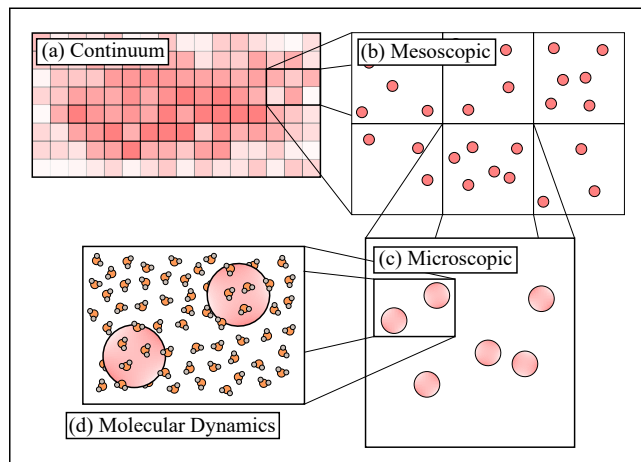 (a) Continuum
(b) Mesoscopic
(c) Microscopic
(d) Molecular Dynamics